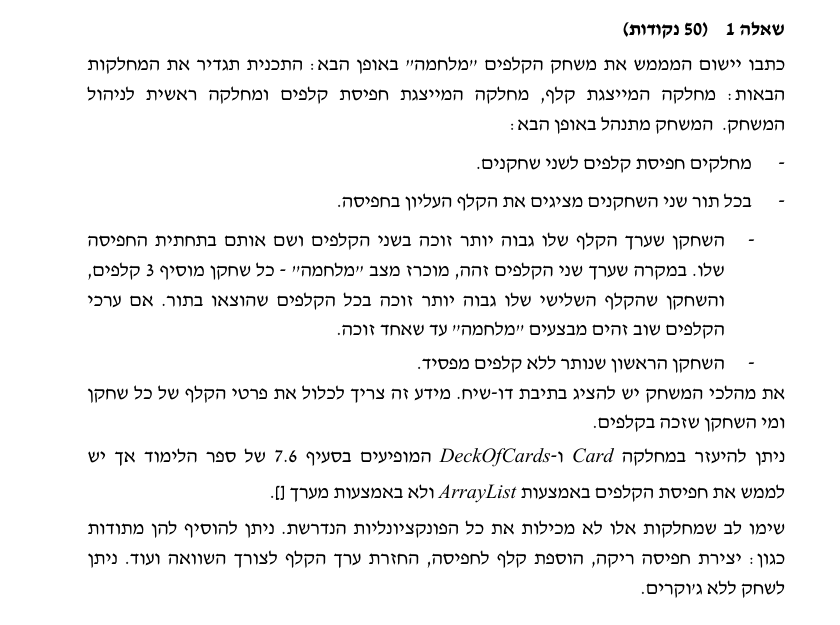 שאלה 1 (50 נקודות)
כתבו יישום המממש את משחק הקלפים "מלחמה" באופן הבא: התכנית תגדיר את המחלקות
הבאות: מחלקה המייצגת קלף, מחלקה המייצגת חפיסת קלפים ומחלקה ראשית לניהול
המשחק. המשחק מתנהל באופן הבא:
- מחלקים חפיסת קלפים לשני שחקנים.
- בכל תור שני השחקנים מציגים את הקלף העליון בחפיסה.
- השחקן שערך הקלף שלו גבוה יותר זוכה בשני הקלפים ושם אותם בתחתית החפיסה
שלו. במקרה שערך שני הקלפים זהה, מוכרז מצב "מלחמה" - כל שחקן מוסיף 3 קלפים,
והשחקן שהקלף השלישי שלו גבוה יותר זוכה בכל הקלפים שהוצאו בתור. אם ערכי
הקלפים שוב זהים מבצעים "מלחמה" עד שאחד זוכה.
- השחקן הראשון שנותר ללא קלפים מפסיד.
את מהלכי המשחק יש להציג בתיבת דו-שיח. מידע זה צריך לכלול את פרטי הקלף של כל שחקן
ומי השחקן שזכה בקלפים.
ניתן להיעזר במחלקה Card ו-DeckOfCards המופיעים בסעיף 7.6 של ספר הלימוד אך יש
לממש את חפיסת הקלפים באמצעות ArrayList ולא באמצעות מערך [].
שימו לב שמחלקות אלו לא מכילות את כל הפונקציונליות הנדרשת. ניתן להוסיף להן מתודות
כגון: יצירת חפיסה ריקה, הוספת קלף לחפיסה, החזרת ערך הקלף לצורך השוואה ועוד. ניתן
לשחק ללא ג'וקרים.